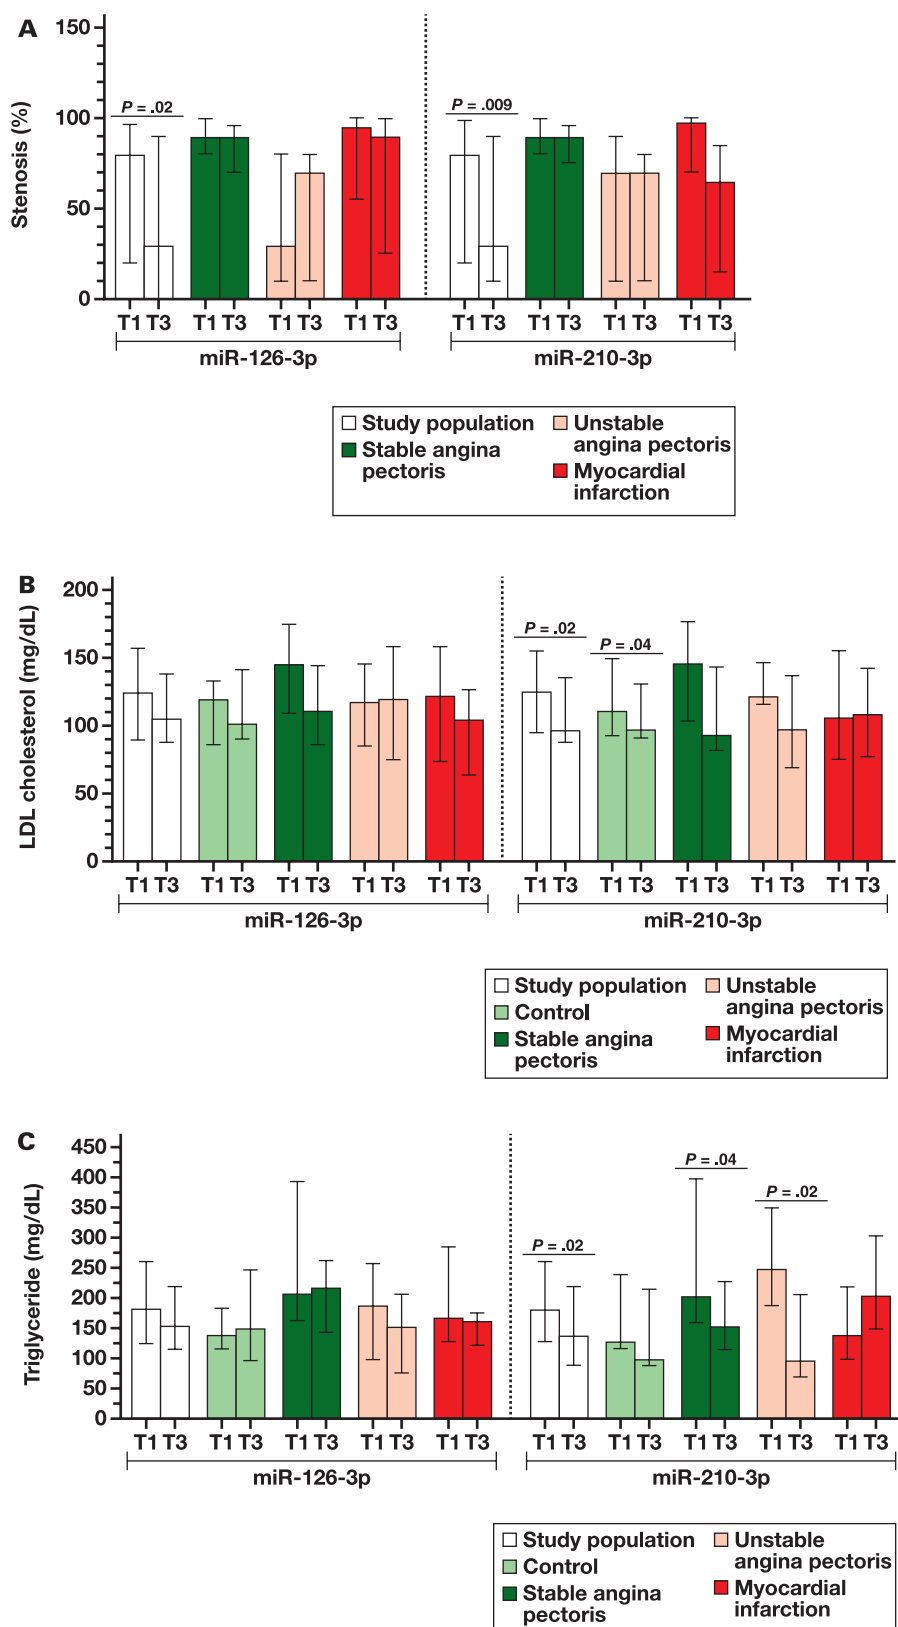 A
150
100
50
0
Stenosis (%)
P = .02
P = .009
T1 T3 T1 T3 T1 T3 T1 T3 T1 T3 T1 T3 T1 T3 T1 T3
miR-126-3p miR-210-3p
Study population
Stable angina
pectoris
Unstable
angina pectoris
Myocardial
infarction
B
200
150
100
50
0
LDL cholesterol (mg/dL)
P = .02
P = .04
T1 T3 T1 T3 T1 T3 T1 T3 T1 T3 T1 T3 T1 T3 T1 T3 T1 T3 T1 T3
miR-126-3p miR-210-3p
Study population
Control
Stable angina
pectoris
Unstable
angina pectoris
Myocardial
infarction
C
450
400
350
300
250
200
150
100
50
0
Triglyceride (mg/dL)
P = .02
P = .04
P = .02
T1 T3 T1 T3 T1 T3 T1 T3 T1 T3 T1 T3 T1 T3 T1 T3 T1 T3 T1 T3
miR-126-3p miR-210-3p
Study population
Control
Stable angina
pectoris
Unstable
angina pectoris
Myocardial
infarction